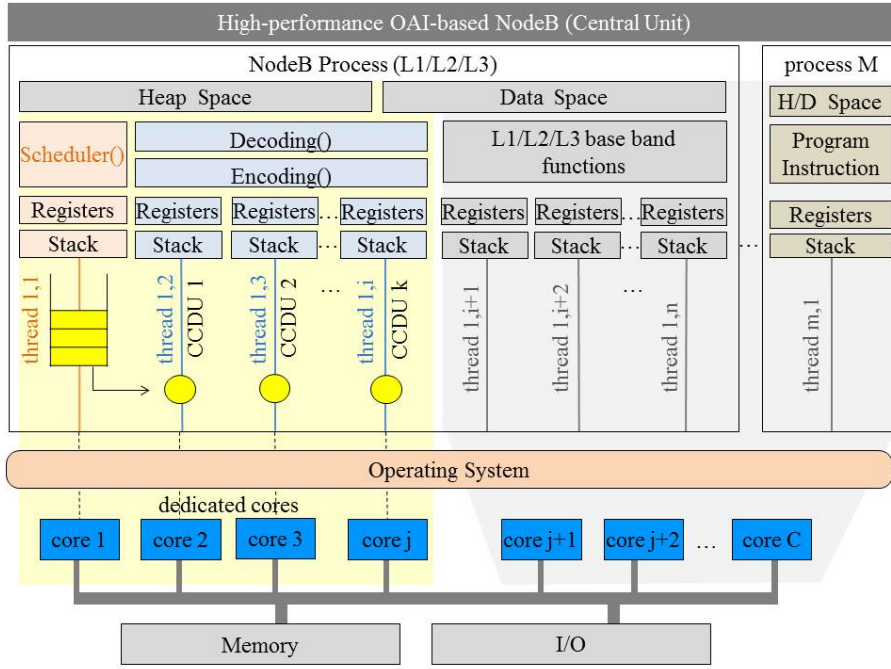 High-performance OAI-based NodeB (Central Unit)
NodeB Process (L1/L2/L3)
process M
Heap Space
Data Space
H/D Space
Scheduler()
Decoding()
Encoding()
L1/L2/L3 base band
functions
Program
Instruction
Registers
Registers
Registers
...
Registers
Registers
Registers
...
Registers
Registers
Stack
Stack
Stack
...
Stack
Stack
Stack
...
Stack
...
Stack
thread 1,1
thread 1,2
CCDU 1
thread 1,3
CCDU 2
...
thread 1,i
CCDU k
thread 1,i+1
thread 1,i+2
...
thread 1,n
thread m,1
Operating System
dedicated cores
core 1
core 2
core 3
core j
core j+1
core j+2
...
core C
Memory
I/O